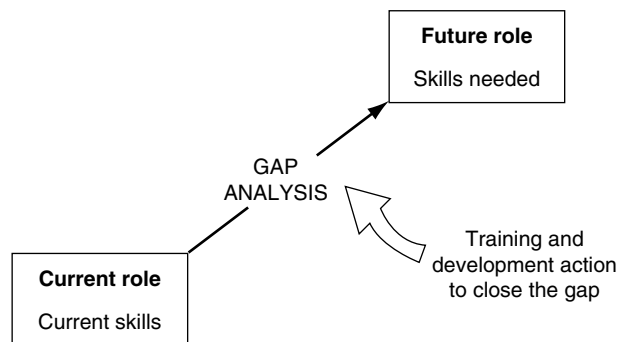 Future role
Skills needed
GAP
ANALYSIS
Training and
development action
to close the gap
Current role
Current skills